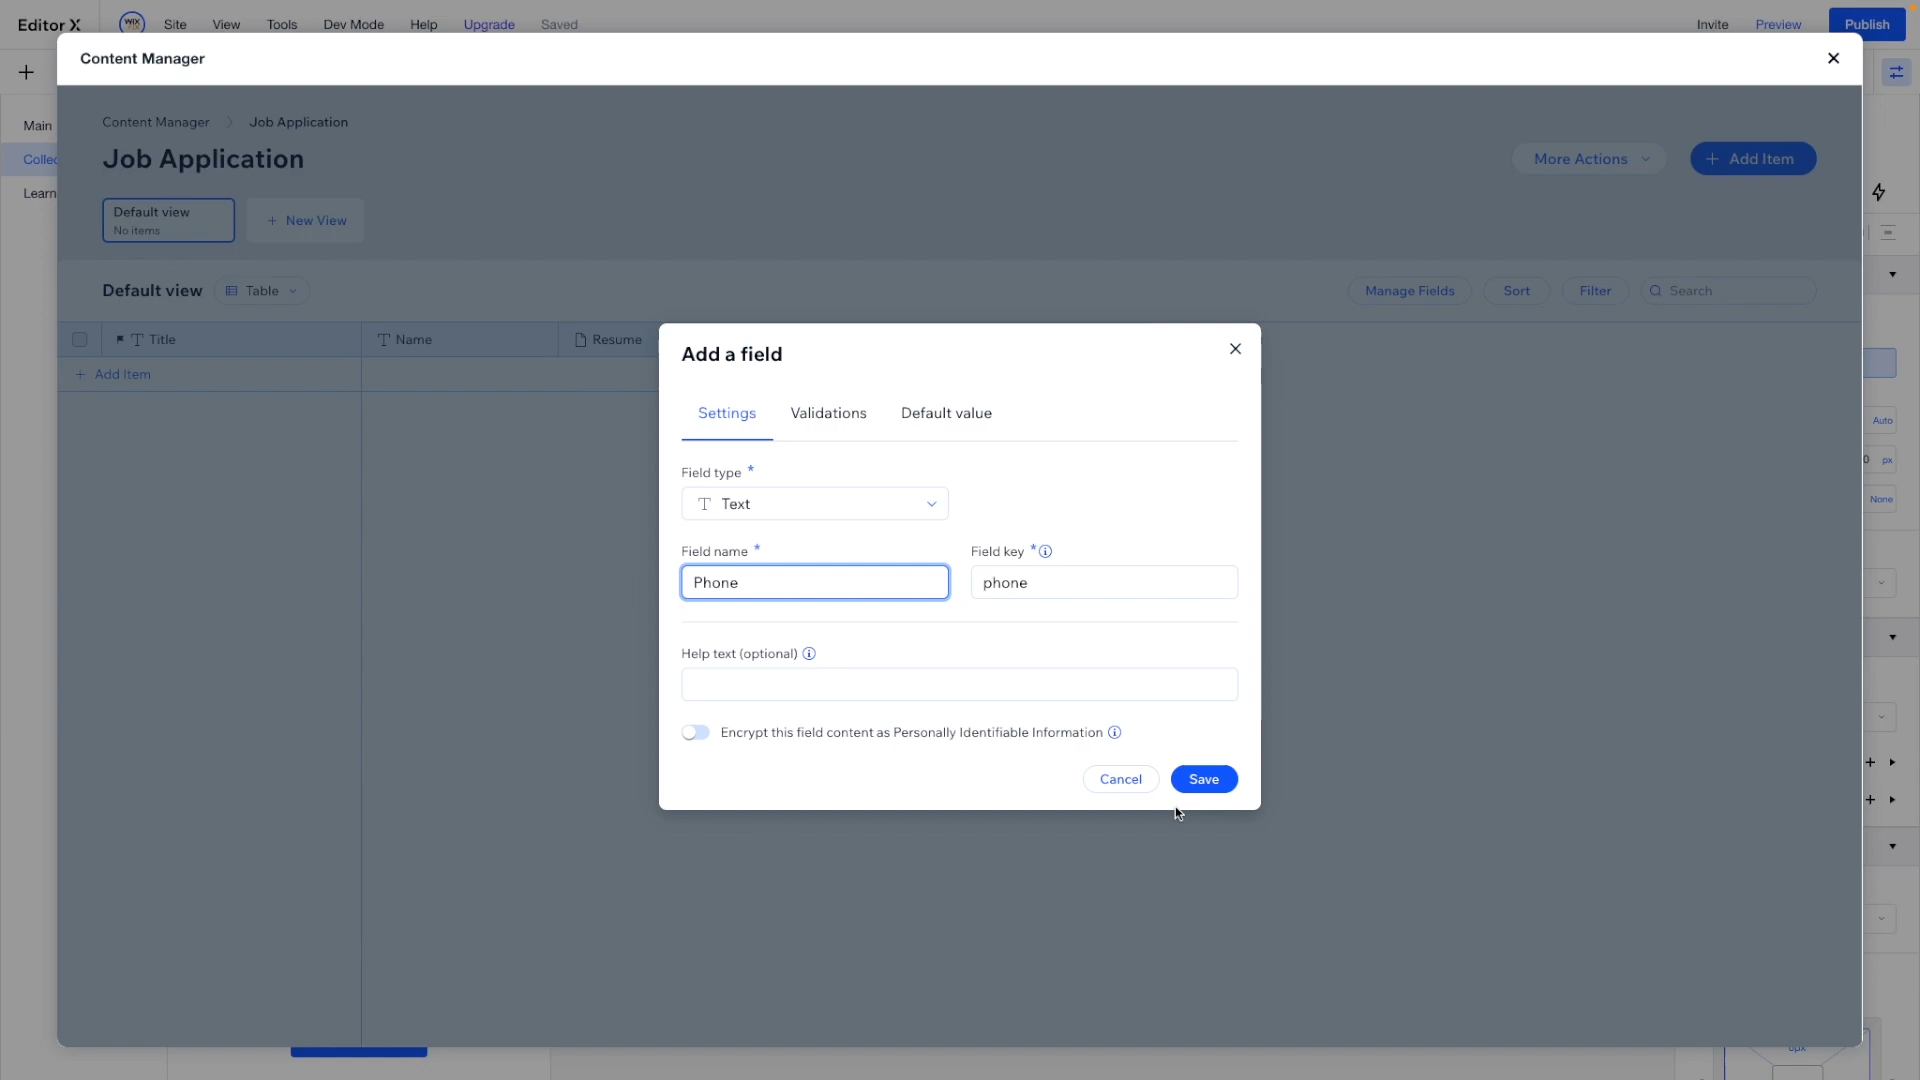 Editor X
WIX
Site
View
Tools
Dev Mode
Help
Upgrade
Saved
Invite
Preview
Publish
Content Manager
Main
Collec
Learn
Content Manager
Job Application
Job Application
More Actions
Add Item
Default view
No items
New View
Default view
Table
Manage Fields
Sort
Filter
Search
Title
Name
Resume
Add Item
Add a field
Settings
Validations
Default value
Field type *
Text
Field name *
Field key *
Phone
phone
Help text (optional)
Encrypt this field content as Personally Identifiable Information
Cancel
Save
Auto
0 px
None
0px